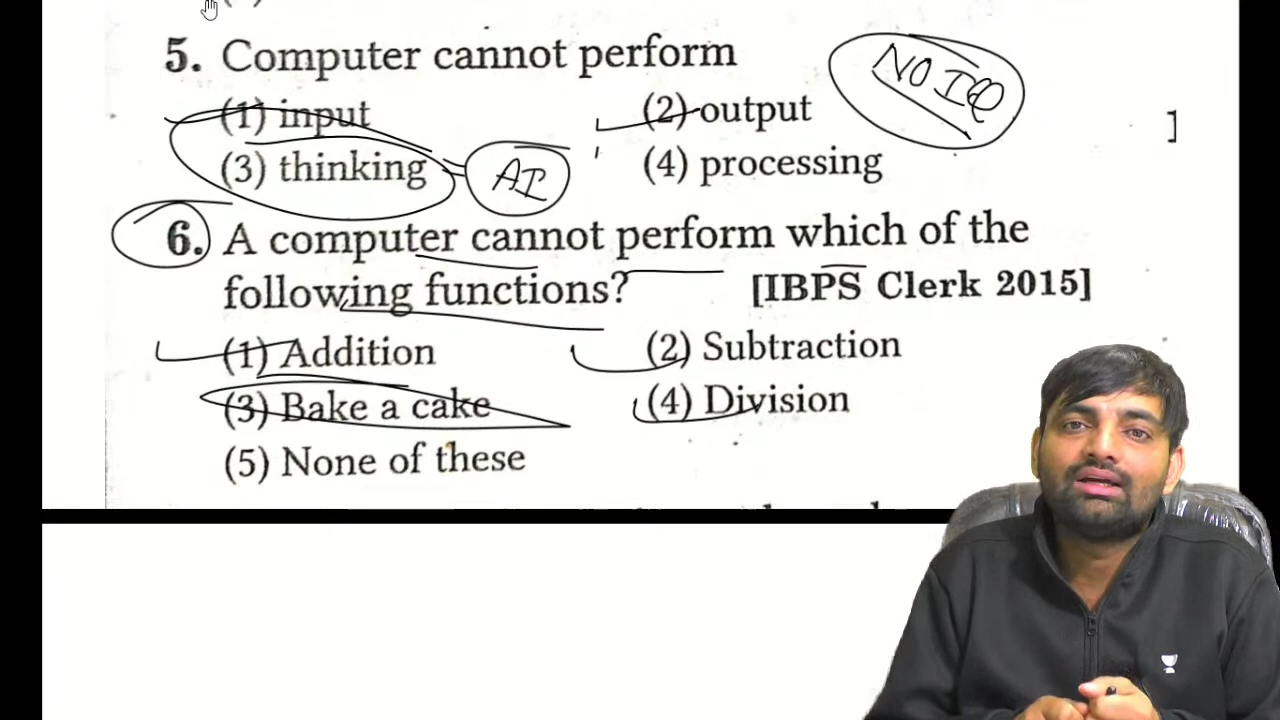 5. Computer cannot perform
NO IQ
(1) input (2) output
]
(3) thinking (4) processing
AI
6. A computer cannot perform which of the
following functions? [IBPS Clerk 2015]
(1) Addition (2) Subtraction
(3) Bake a cake (4) Division
(5) None of these